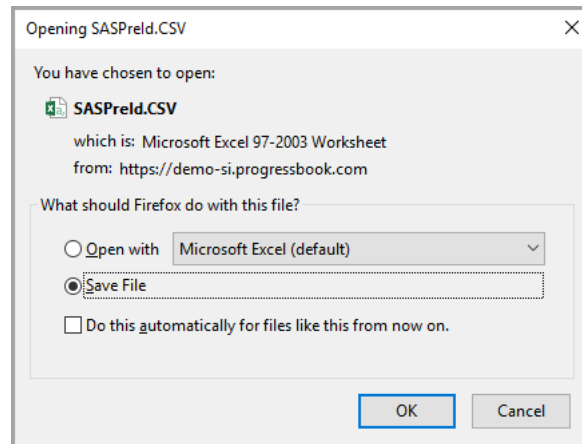 Opening SASPreId.CSV
You have chosen to open:
SASPreId.CSV
which is: Microsoft Excel 97-2003 Worksheet
from: https://demo-si.progressbook.com
What should Firefox do with this file?
Open with Microsoft Excel (default)
Save File
Do this automatically for files like this from now on.
OK Cancel